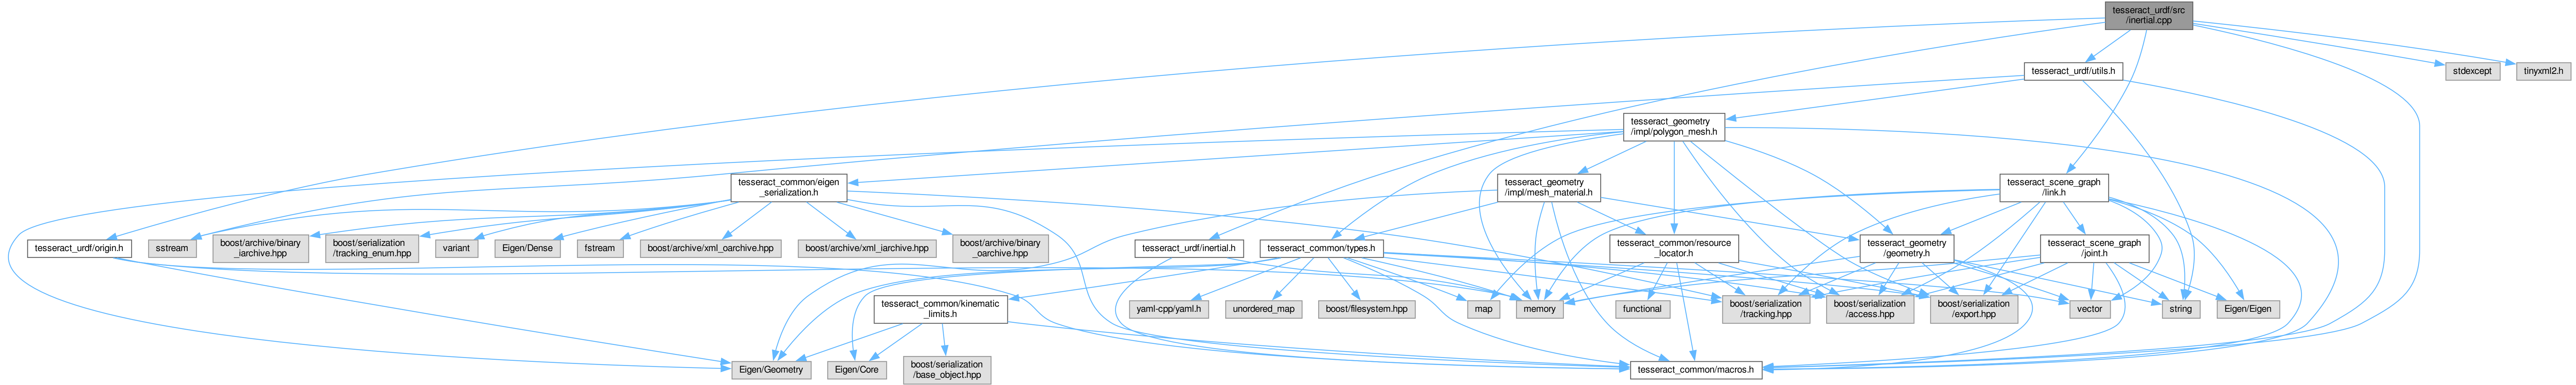 tesseract_urdf/src
/inertial.cpp
tesseract_urdf/utils.h
stdexcept
tinyxml2.h
tesseract_geometry
/impl/polygon_mesh.h
tesseract_common/eigen
_serialization.h
tesseract_geometry
/impl/mesh_material.h
tesseract_scene_graph
/link.h
tesseract_urdf/origin.h
sstream
boost/archive/binary
_iarchive.hpp
boost/serialization
/tracking_enum.hpp
variant
Eigen/Dense
fstream
boost/archive/xml_oarchive.hpp
boost/archive/xml_iarchive.hpp
boost/archive/binary
_oarchive.hpp
tesseract_urdf/inertial.h
tesseract_common/types.h
tesseract_common/resource
_locator.h
tesseract_geometry
/geometry.h
tesseract_scene_graph
/joint.h
tesseract_common/kinematic
_limits.h
yaml-cpp/yaml.h
unordered_map
boost/filesystem.hpp
map
memory
functional
boost/serialization
/tracking.hpp
boost/serialization
/access.hpp
boost/serialization
/export.hpp
vector
string
Eigen/Eigen
Eigen/Geometry
Eigen/Core
boost/serialization
/base_object.hpp
tesseract_common/macros.h